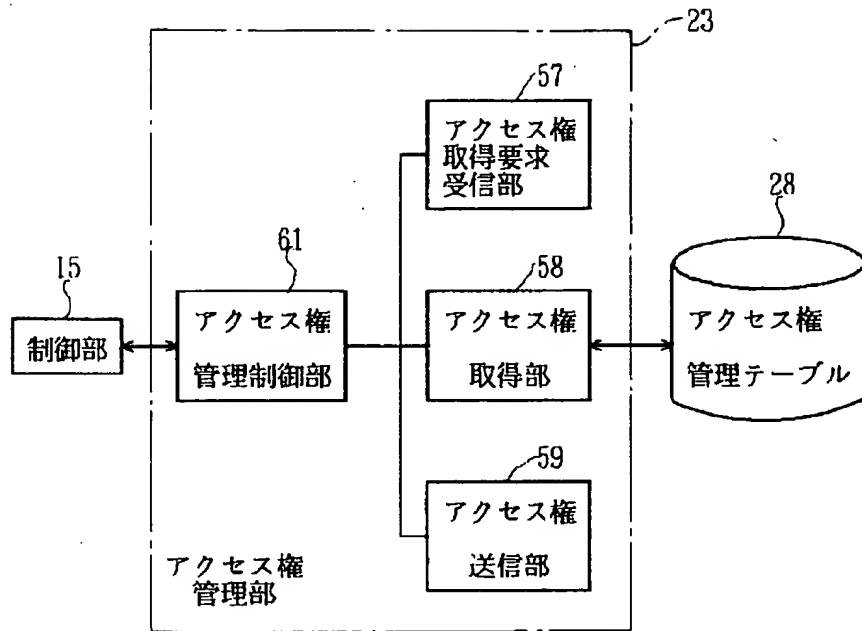 23
57
アクセス権
取得要求
受信部
28
61
58
15
アクセス権
管理制御部
アクセス権
取得部
アクセス権
管理テーブル
制御部
59
アクセス権
送信部
アクセス権
管理部